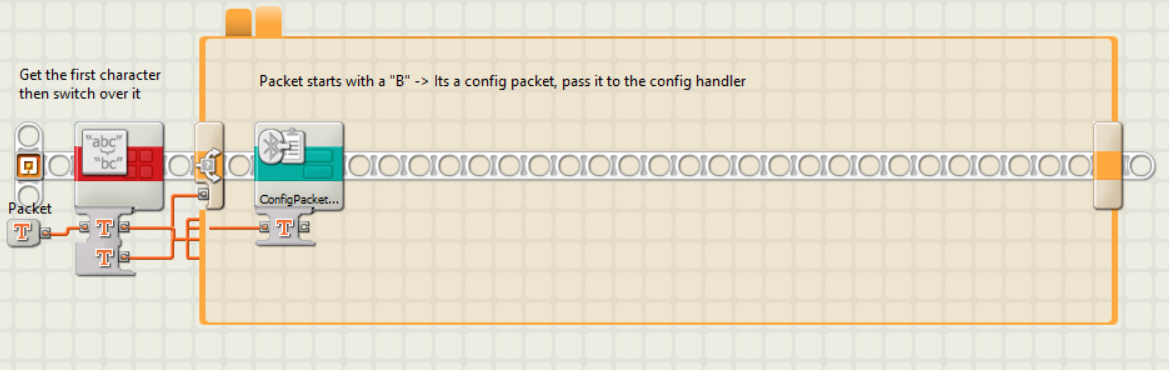 Get the first character
then switch over it
Packet starts with a "B" -> Its a config packet, pass it to the config handler
"abc"
"bc"
ConfigPacket...
Packet
T
T
T
T